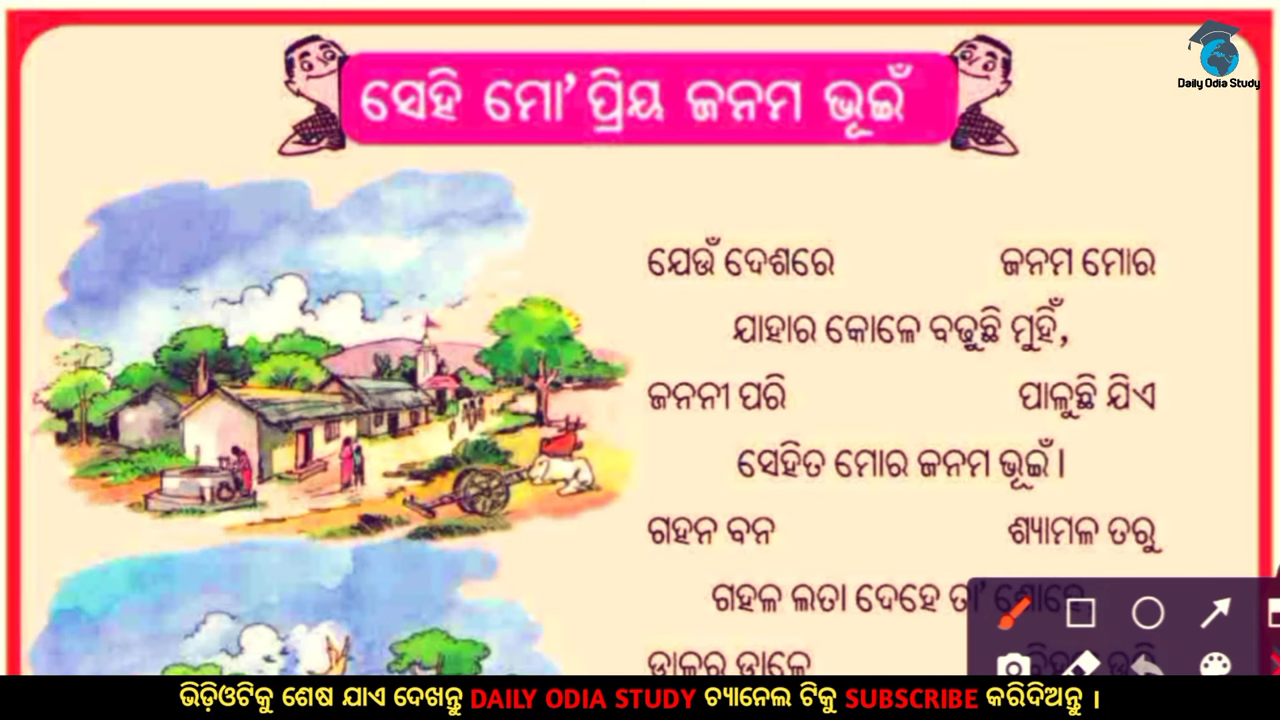 Daily Odia Study
ସେହି ମୋ' ପ୍ରିୟ ଜନମ ଭୂଇଁ
ଯେଉଁ ଦେଶରେ ଜନମ ମୋର
ଯାହାର କୋଳେ ବଢୁଛି ମୁହିଁ,
ଜନନୀ ପରି ପାଳୁଛି ଯିଏ
ସେହିତ ମୋର ଜନମ ଭୂଇଁ ।
ଗହନ ବନ ଶ୍ୟାମଳ ତରୁ
ଗହଳ ଲତା ଦେହେ ତା' ଶୋହେ
ଡାଳର ଡାଳେ
ଭିଡ଼ିଓଟିକୁ ଶେଷ ଯାଏ ଦେଖନ୍ତୁ DAILY ODIA STUDY ଚ୍ୟାନେଲ ଟିକୁ SUBSCRIBE କରିଦିଅନ୍ତୁ ।